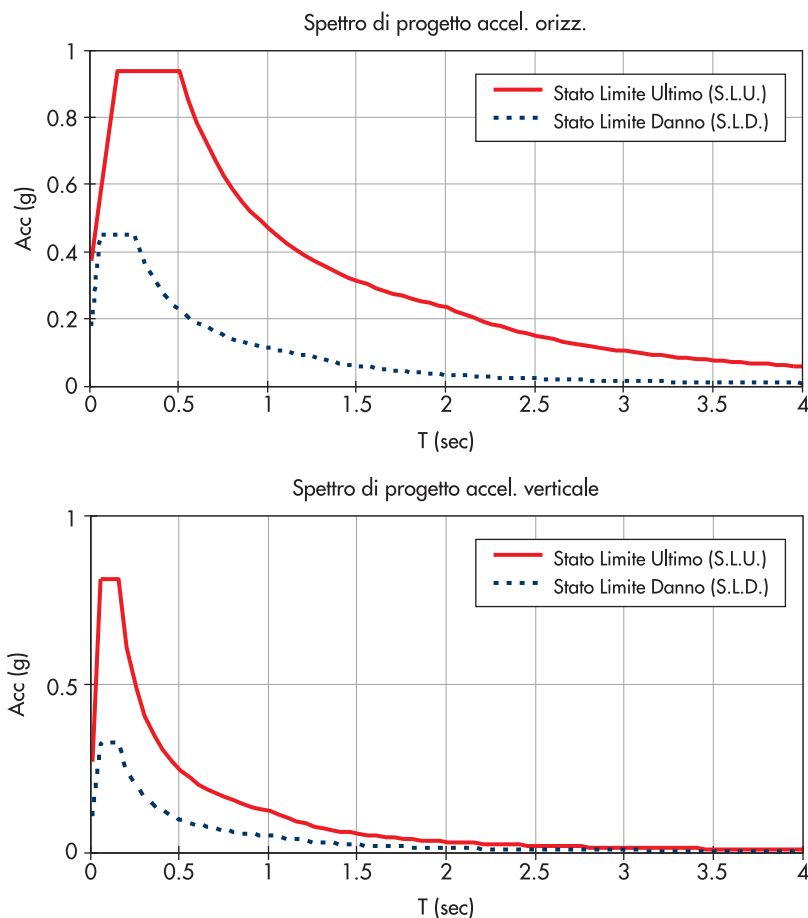 Spettro di progetto accel. orizz.
1
0.8
0.6
0.4
0.2
0
Acc (g)
Stato Limite Ultimo (S.L.U.)
Stato Limite Danno (S.L.D.)
0 0.5 1 1.5 2 2.5 3 3.5 4
T (sec)
Spettro di progetto accel. verticale
1
0.5
0
Acc (g)
Stato Limite Ultimo (S.L.U.)
Stato Limite Danno (S.L.D.)
0 0.5 1 1.5 2 2.5 3 3.5 4
T (sec)